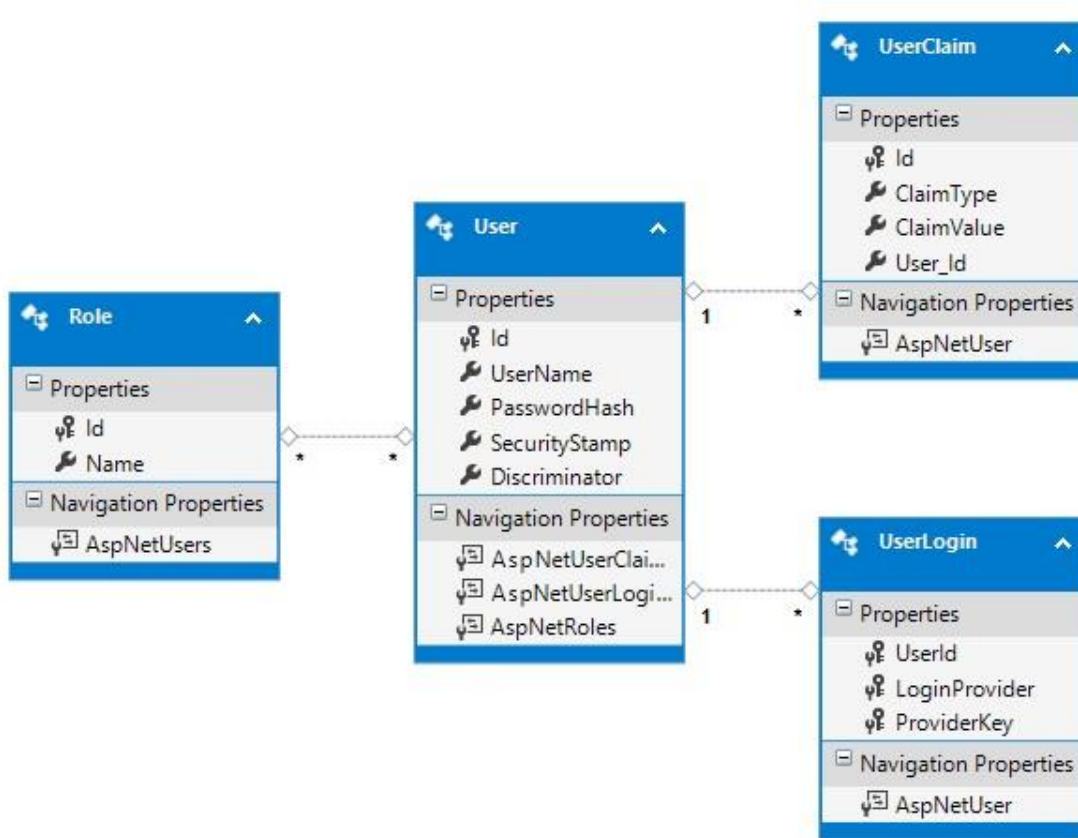 Role
Properties
Id
Name
Navigation Properties
AspNetUsers
*
*
User
Properties
Id
UserName
PasswordHash
SecurityStamp
Discriminator
Navigation Properties
AspNetUserClai...
AspNetUserLogi...
AspNetRoles
1
*
1
*
UserClaim
Properties
Id
ClaimType
ClaimValue
User_Id
Navigation Properties
AspNetUser
UserLogin
Properties
UserId
LoginProvider
ProviderKey
Navigation Properties
AspNetUser